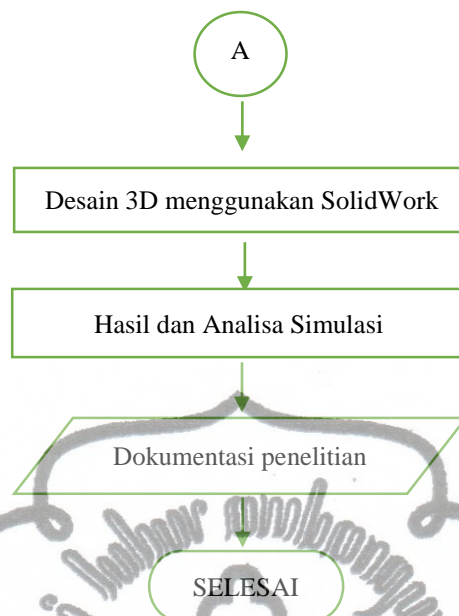 A
Desain 3D menggunakan SolidWork
Hasil dan Analisa Simulasi
Dokumentasi penelitian
SELESAI